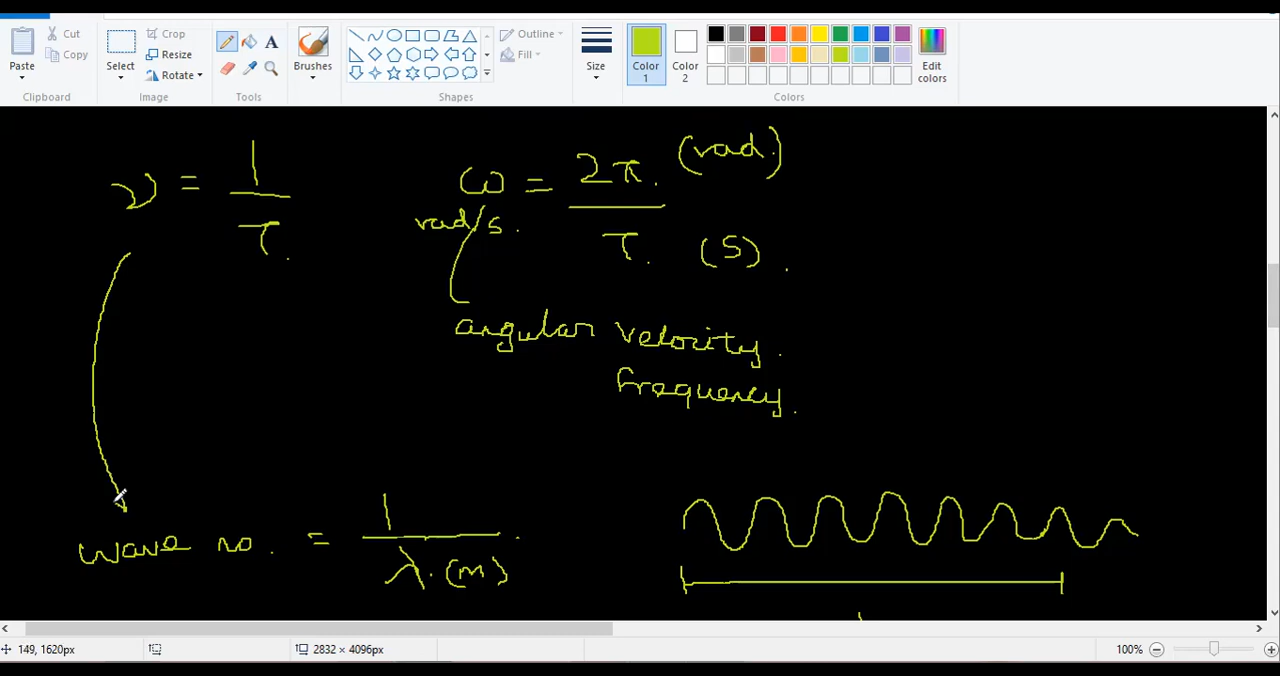 Cut
Copy
Paste
Clipboard
Crop
Resize
Rotate
Select
Image
Tools
Brushes
Outline
Fill
Shapes
Size
Color 1
Color 2
Edit colors
Colors
ν = 1/T.
ω = 2π. (rad.)
rad/s.
T. (S).
angular velocity.
frequency.
wave no. = 1/λ.(m)
149, 1620px
2832 × 4096px
100%